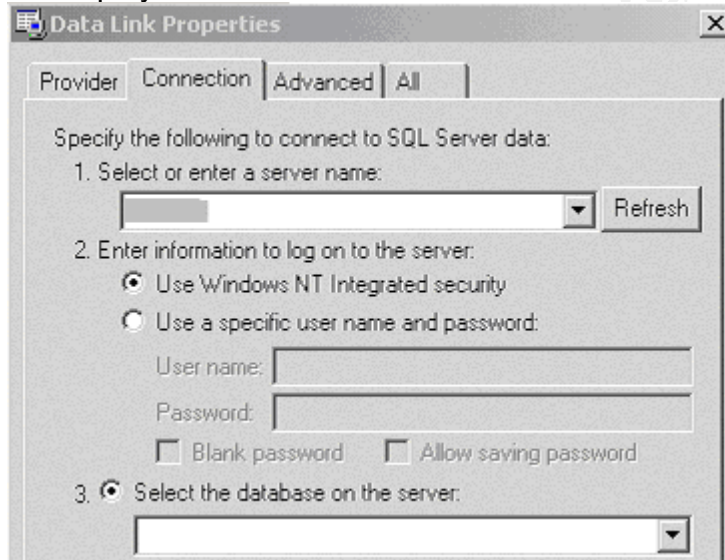 Data Link Properties
Provider Connection Advanced All
Specify the following to connect to SQL Server data:
1. Select or enter a server name:
Refresh
2. Enter information to log on to the server:
Use Windows NT Integrated security
Use a specific user name and password:
User name:
Password:
Blank password Allow saving password
3. Select the database on the server: